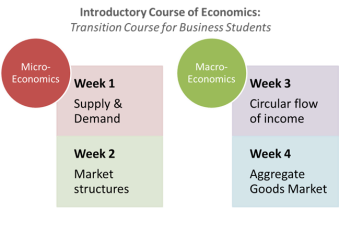 Introductory Course of Economics:
Transition Course for Business Students
Micro-
Economics
Week 1
Supply &
Demand
Week 2
Market
structures
Macro-
Economics
Week 3
Circular flow
of income
Week 4
Aggregate
Goods Market